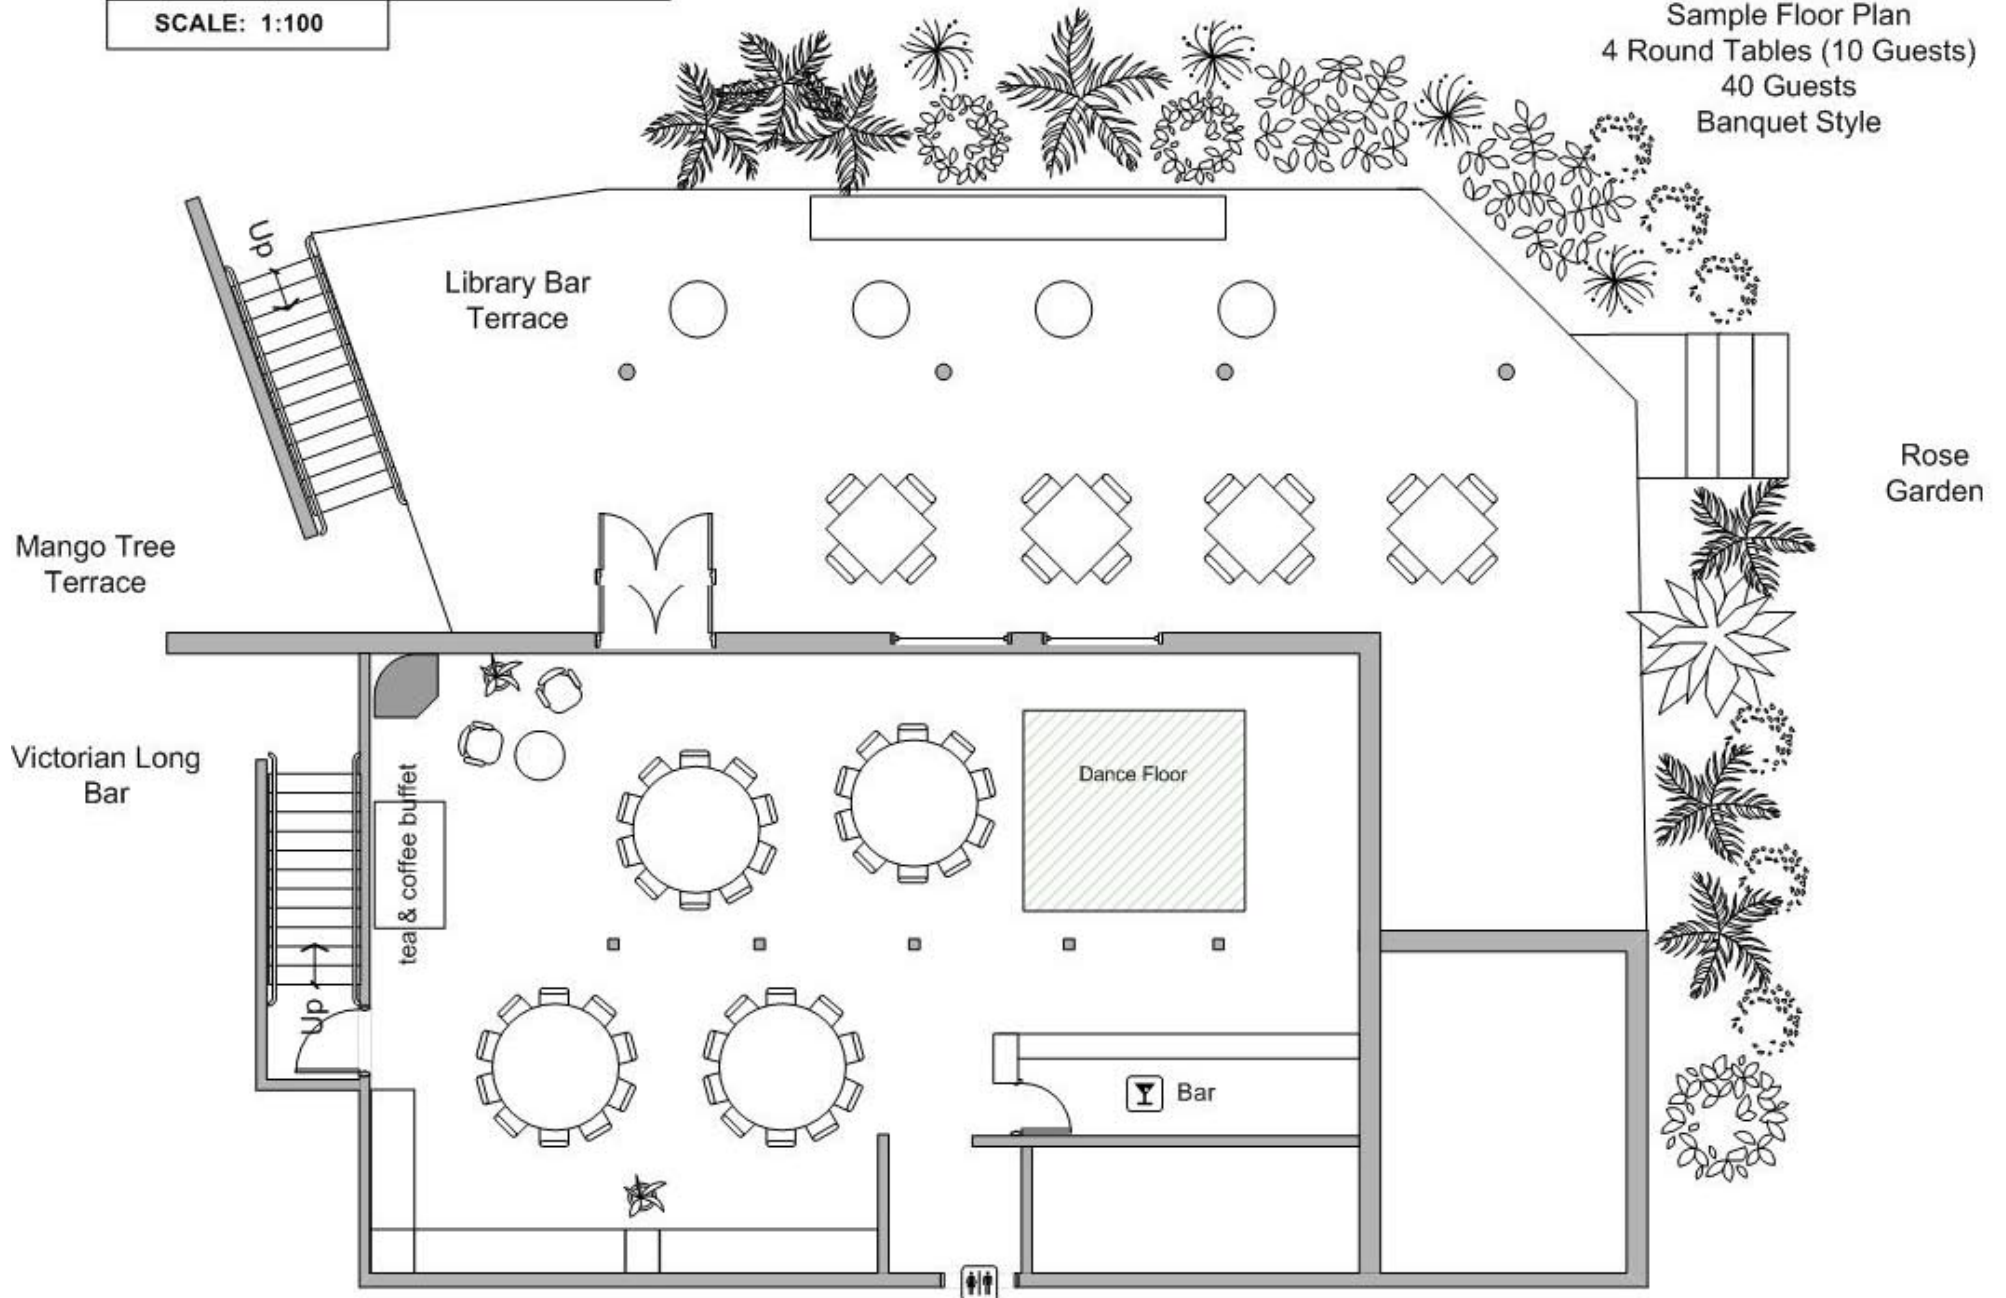 SCALE: 1:100
Sample Floor Plan
4 Round Tables (10 Guests)
40 Guests
Banquet Style
Up
Library Bar
Terrace
Rose
Garden
Mango Tree
Terrace
Victorian Long
Bar
tea & coffee buffet
Dance Floor
Up
Bar